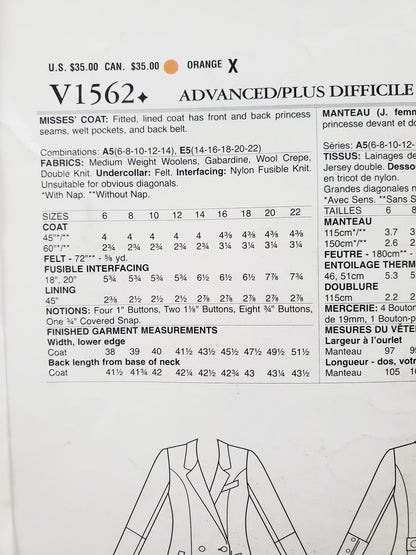 U.S. $35.00 CAN. $35.00 ORANGE X
V1562 ADVANCED/PLUS DIFFICILE
MISSES' COAT: Fitted, lined coat has front and back princess
seams, welt pockets, and back belt.
Combinations: A5(6-8-10-12-14), E5(14-16-18-20-22)
FABRICS: Medium Weight Woolens, Gabardine, Wool Crepe,
Double Knit. Undercollar: Felt. Interfacing: Nylon Fusible Knit.
Unsuitable for obvious diagonals.
*With Nap. **Without Nap.
SIZES 6 8 10 12 14 16 18 20 22
COAT
45"*/** 4 4 4 4 4 4⅜ 4⅜ 4⅜ 4⅜
60"*/** 2¾ 2¾ 2¾ 2¾ 3¼ 3¼ 3¼ 3¼ 3¼
FELT - 72"** - ⅝ yd.
FUSIBLE INTERFACING
18", 20" 5¾ 5¾ 5¾ 5¾ 6½ 6½ 6½ 7⅞ 7¾
LINING
45" 2⅜ 2½ 2½ 2½ 2⅞ 2⅞ 2⅞ 2⅞ 2⅞
NOTIONS: Four 1" Buttons, Two 1⅛" Buttons, Eight ¾" Buttons,
One ¾" Covered Snap.
FINISHED GARMENT MEASUREMENTS
Width, lower edge
Coat 38 39 40 41½ 43½ 45½ 47½ 49½ 51½
Back length from base of neck
Coat 41½ 41¾ 42 42¼ 42½ 42¾ 43 43¼ 43½
MANTEAU (J. femm
princesse devant et do
Séries: A5(6-8-10-12-
TISSUS: Lainages de
Jersey double. Desso
en tricot de nylon.
Grandes diagonales n
*Avec Sens. **Sans S
TAILLES 6 8
MANTEAU
115cm*/** 3.7 3.
150cm*/** 2.6 2.
FEUTRE - 180cm** -
ENTOILAGE THERM
46, 51cm 5.3 5.
DOUBLURE
115cm 2.2 2.
MERCERIE: 4 Bouton
de 19mm, 1 Bouton-p
MESURES DU VÊTE
Largeur à l'ourlet
Manteau 97 99
Longueur - dos, votr
Manteau 105 10